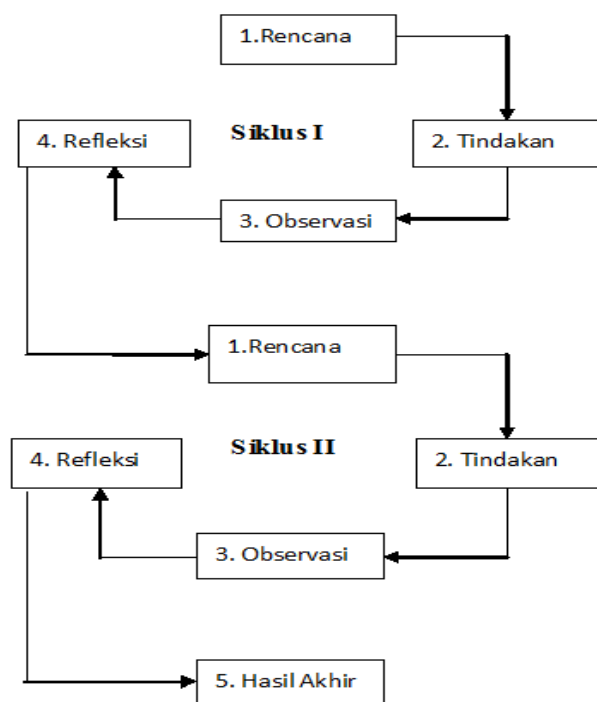 1.Rencana
Siklus I
4. Refleksi
2. Tindakan
3. Observasi
1.Rencana
Siklus II
4. Refleksi
2. Tindakan
3. Observasi
5. Hasil Akhir